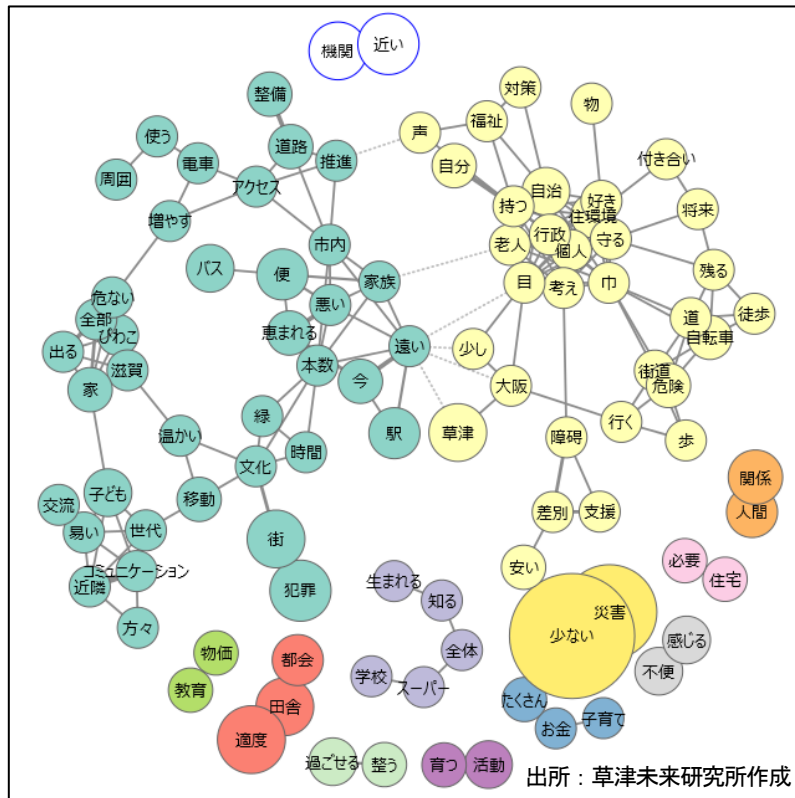 機関
近い
整備
使う
電車
道路
推進
周囲
アクセス
増やす
市内
バス
便
家族
危ない
悪い
全部
びわこ
恵まれる
出る
滋賀
遠い
本数
家
今
緑
駅
温かい
文化
時間
子ども
移動
交流
易い
世代
街
コミュニケーション
近隣
犯罪
方々
対策
物
声
福祉
自分
付き合い
自治
持つ
好き
住環境
将来
老人
行政
個人
守る
目
考え
巾
残る
道
徒歩
自転車
少し
大阪
街道
危険
草津
行く
歩
障碍
差別
支援
安い
関係
人間
必要
住宅
生まれる
知る
全体
学校
スーパー
災害
少ない
感じる
不便
物価
教育
都会
田舎
適度
たくさん
お金
子育て
過ごせる
整う
育つ
活動
出所：草津未来研究所作成